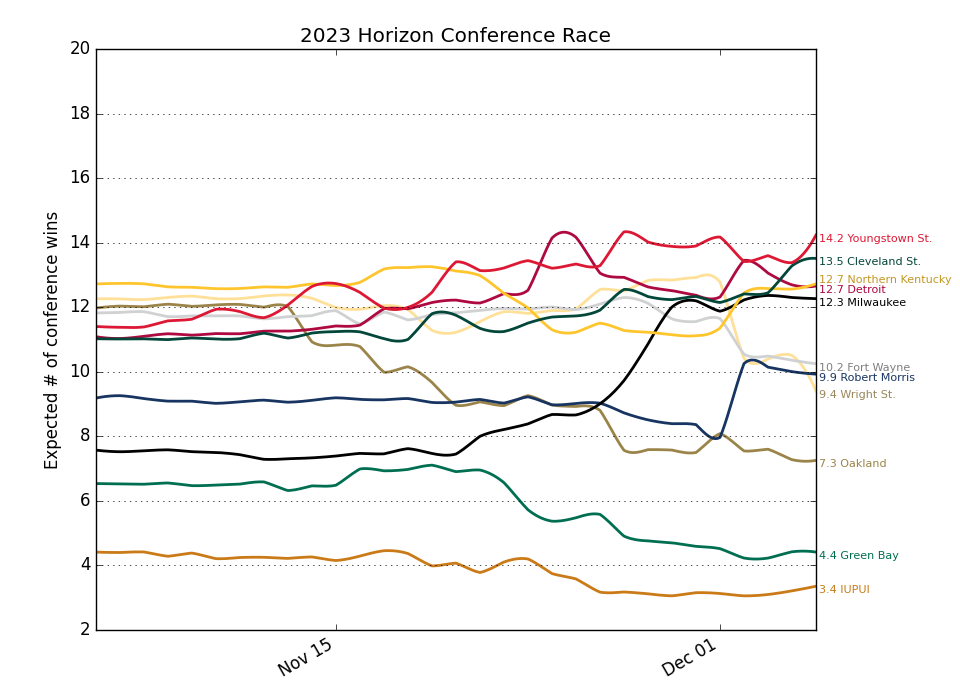 2023 Horizon Conference Race
Expected # of conference wins
20
18
16
14
12
10
8
6
4
2
Nov 15
Dec 01
14.2 Youngstown St.
13.5 Cleveland St.
12.7 Northern Kentucky
12.7 Detroit
12.3 Milwaukee
10.2 Fort Wayne
9.9 Robert Morris
9.4 Wright St.
7.3 Oakland
4.4 Green Bay
3.4 IUPUI